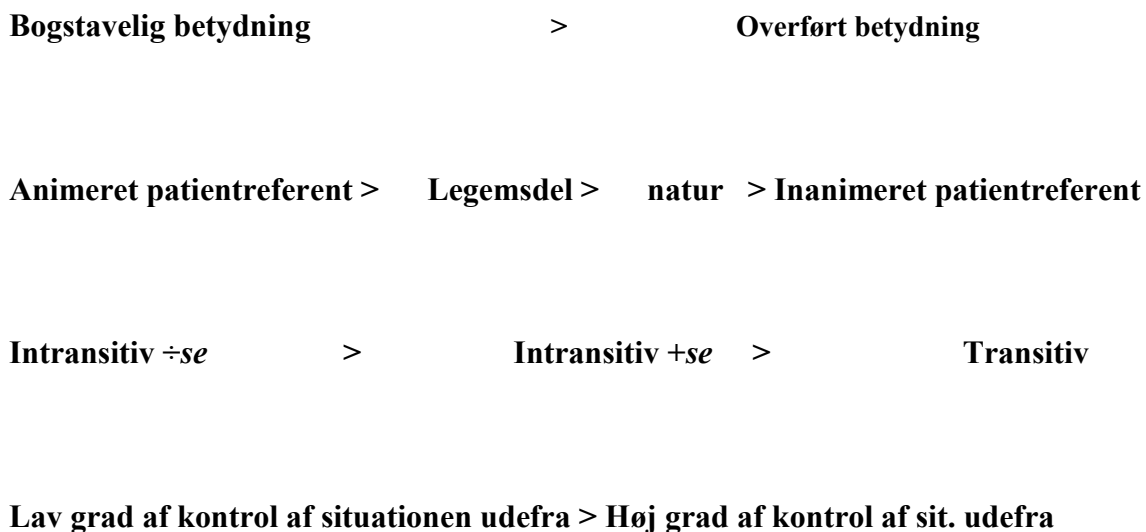 Bogstavelig betydning > Overført betydning
Animeret patientreferent > Legemsdel > natur > Inanimeret patientreferent
Intransitiv ÷se > Intransitiv +se > Transitiv
Lav grad af kontrol af situationen udefra > Høj grad af kontrol af sit. udefra